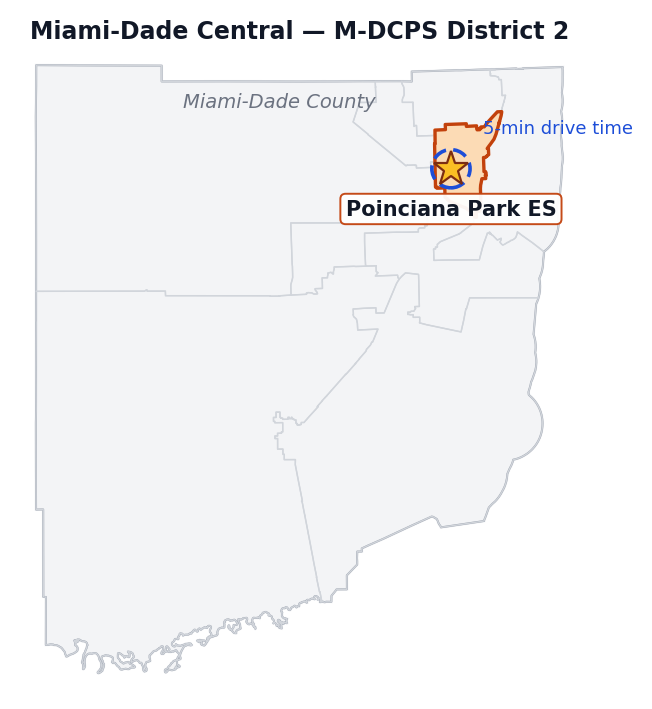 Miami-Dade Central — M-DCPS District 2
Miami-Dade County
5-min drive time
Poinciana Park ES